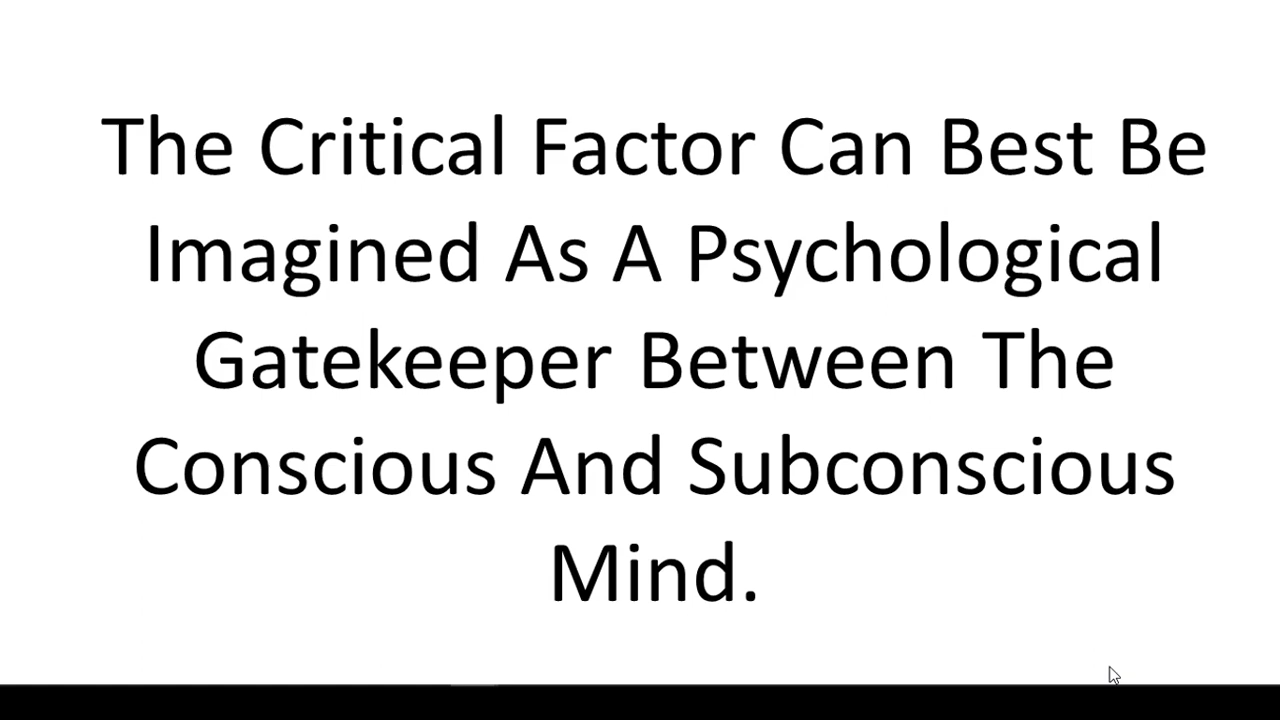 The Critical Factor Can Best Be
Imagined As A Psychological
Gatekeeper Between The
Conscious And Subconscious
Mind.